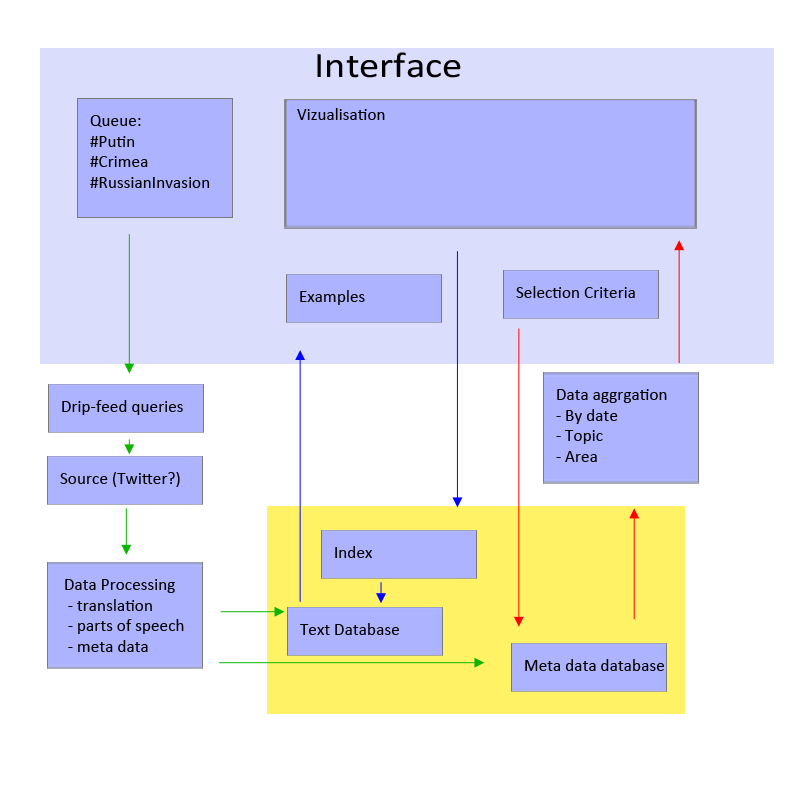 Interface
Queue:
#Putin
#Crimea
#RussianInvasion
Vizualisation
Examples
Selection Criteria
Drip-feed queries
Source (Twitter?)
Data aggrgation
- By date
- Topic
- Area
Data Processing
- translation
- parts of speech
- meta data
Index
Text Database
Meta data database